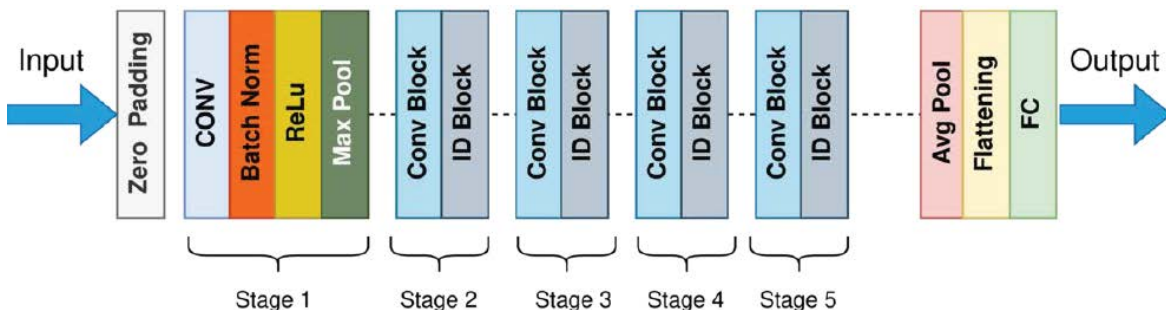 Input
Zero Padding
CONV
Batch Norm
ReLu
Max Pool
Conv Block
ID Block
Conv Block
ID Block
Conv Block
ID Block
Conv Block
ID Block
Avg Pool
Flattening
FC
Output
Stage 1
Stage 2
Stage 3
Stage 4
Stage 5